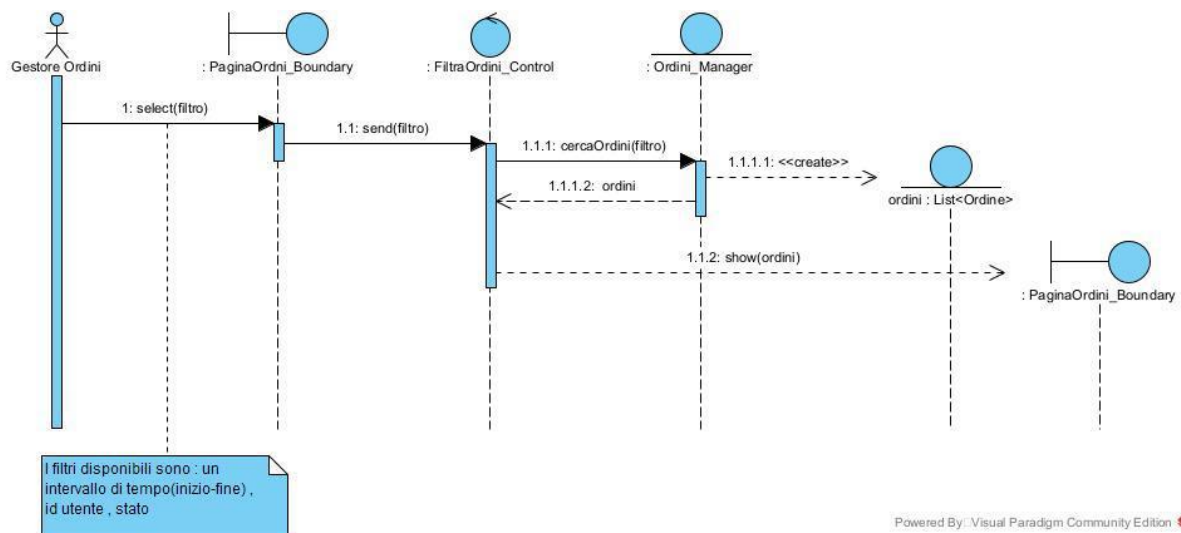 Gestore Ordini
: PaginaOrdni_Boundary
: FiltraOrdini_Control
: Ordini_Manager
1: select(filtro)
1.1: send(filtro)
1.1.1: cercaOrdini(filtro)
1.1.1.1: <<create>>
1.1.1.2: ordini
ordini : List<Ordine>
1.1.2: show(ordini)
: PaginaOrdini_Boundary
I filtri disponibili sono : un
intervallo di tempo(inizio-fine) ,
id utente , stato
Powered By Visual Paradigm Community Edition